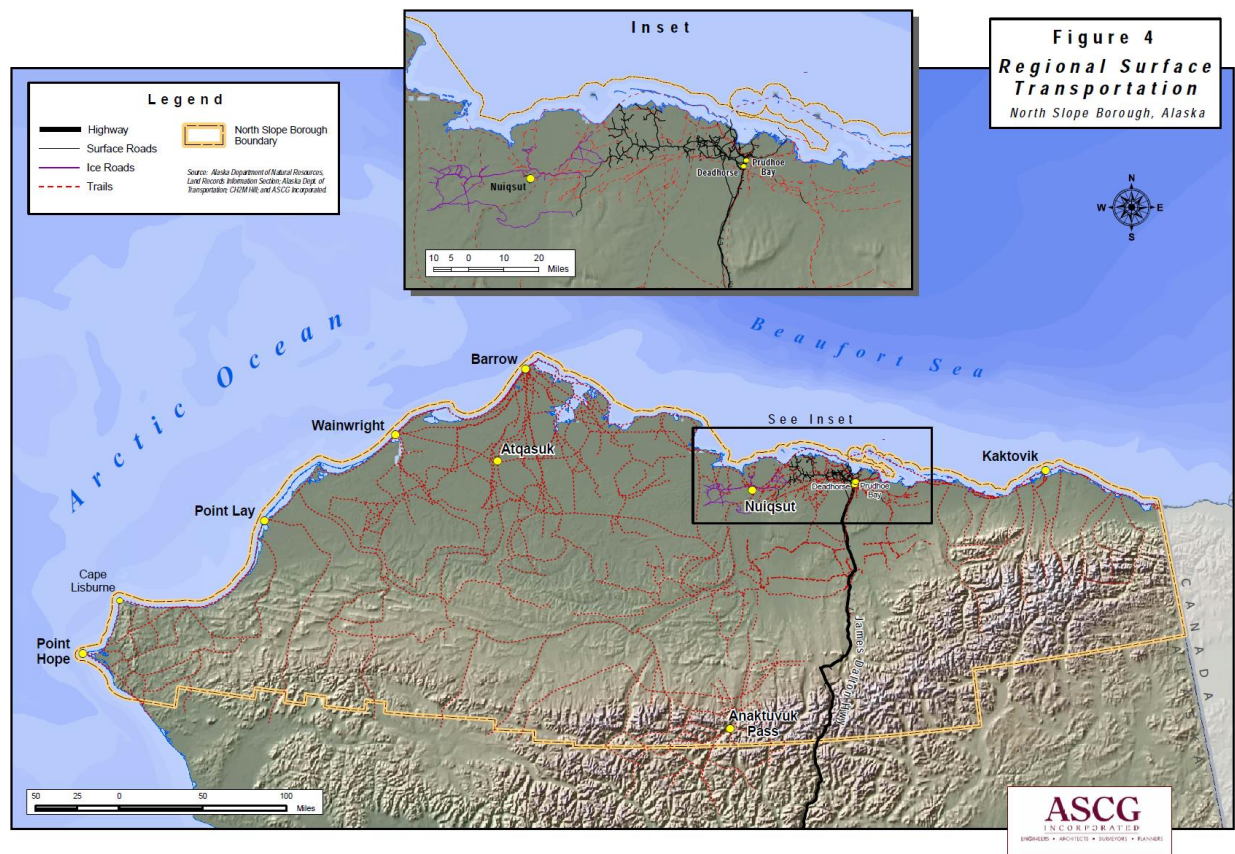 Inset
Figure 4
Regional Surface
Transportation
North Slope Borough, Alaska
Legend
Highway
Surface Roads
Ice Roads
Trails
North Slope Borough
Boundary
Source: Alaska Department of Natural Resources,
Land Records Information Section; Alaska Dept. of
Transportation; CH2M Hill; and ASCG Incorporated.
Nuiqsut
Deadhorse
Prudhoe
Bay
10 5 0 10 20
Miles
N
W E
S
Arctic Ocean
Beaufort Sea
Barrow
Wainwright
Atqasuk
See Inset
Kaktovik
Nuiqsut
Deadhorse
Prudhoe
Bay
Point Lay
Cape
Lisburne
Point
Hope
James Dalton Hwy
Anaktuvuk
Pass
CANADA
50 25 0 50 100
Miles
ASCG
INCORPORATED
ENGINEERS • ARCHITECTS • SURVEYORS • PLANNERS